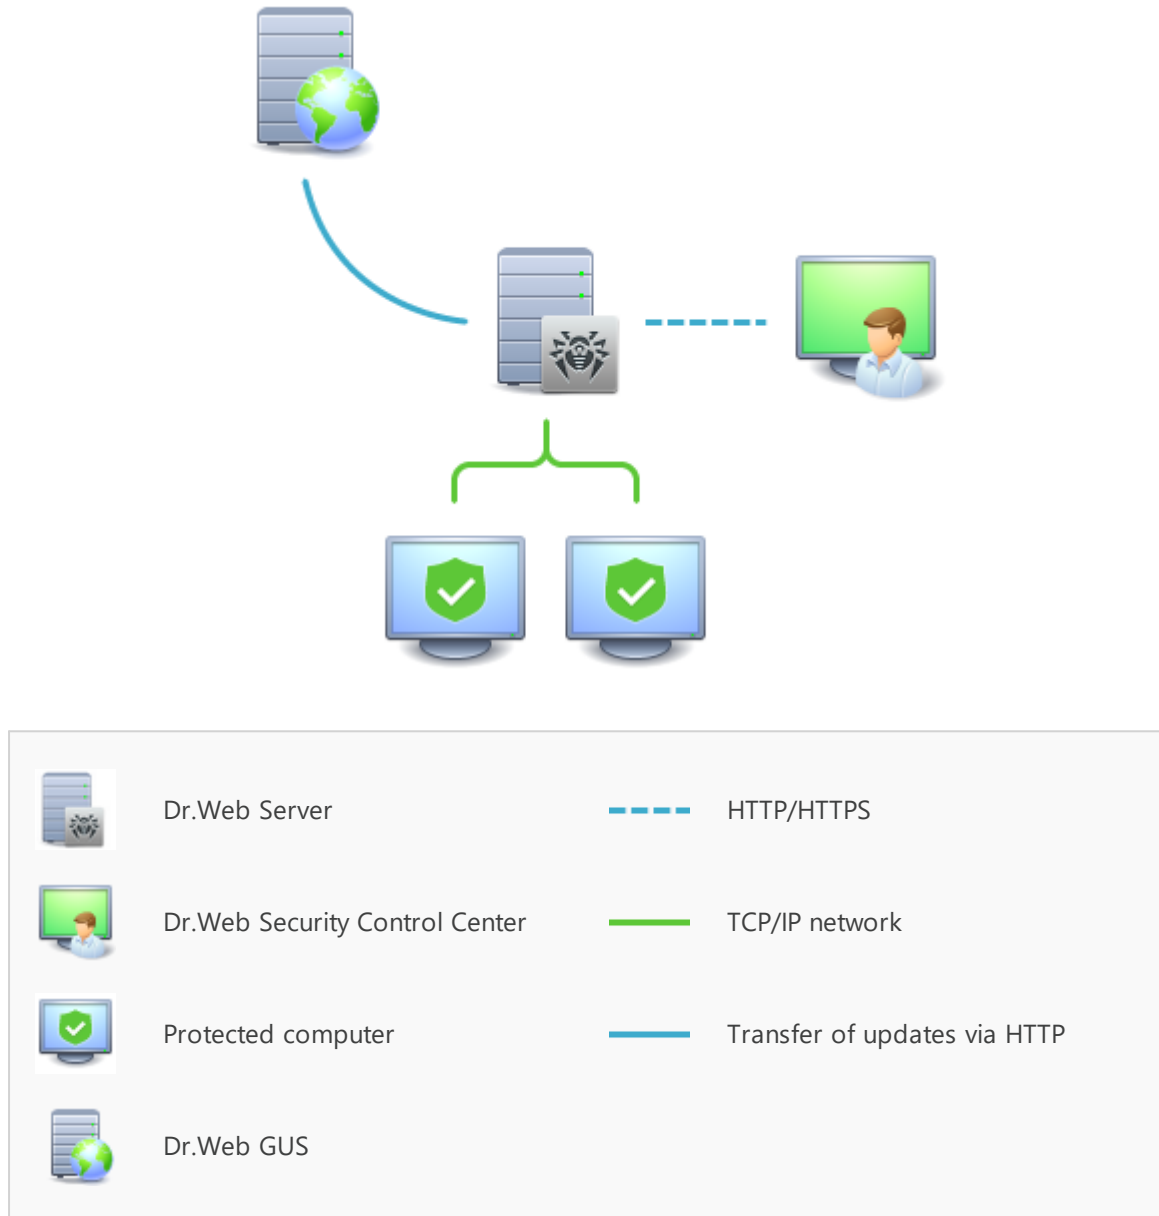 Dr.Web Server
HTTP/HTTPS
Dr.Web Security Control Center
TCP/IP network
Protected computer
Transfer of updates via HTTP
Dr.Web GUS